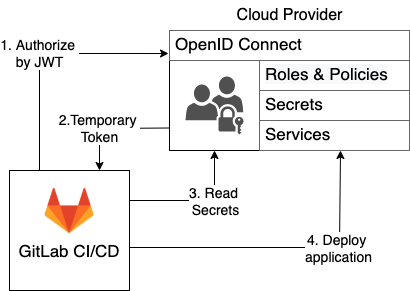 Cloud Provider
1. Authorize
by JWT
OpenID Connect
Roles & Policies
Secrets
Services
2.Temporary
Token
3. Read
Secrets
GitLab CI/CD
4. Deploy
application